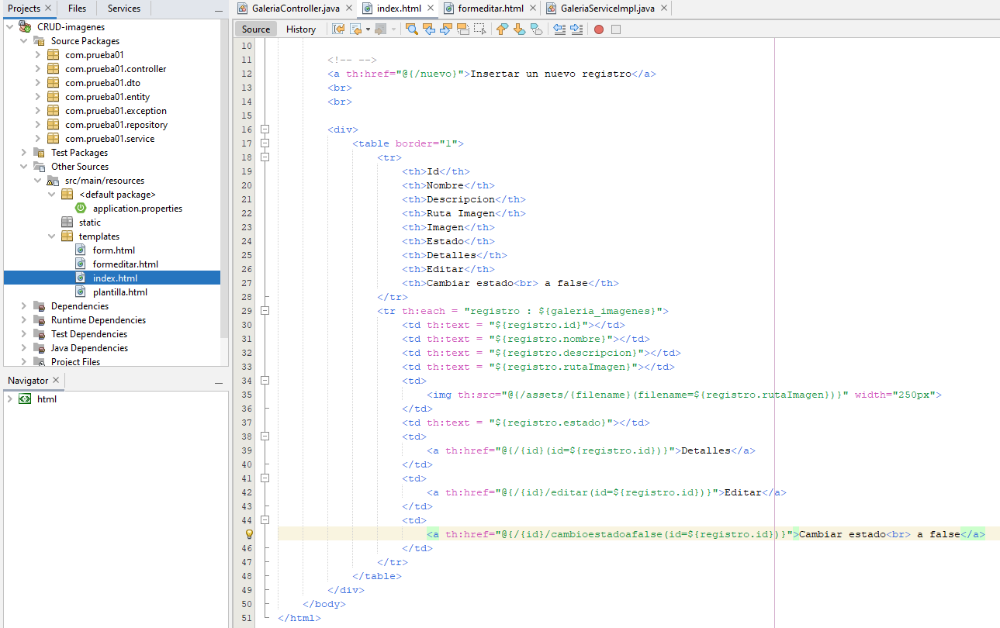 Projects
Files
Services
CRUD-imagenes
Source Packages
com.prueba01
com.prueba01.controller
com.prueba01.dto
com.prueba01.entity
com.prueba01.exception
com.prueba01.repository
com.prueba01.service
Test Packages
Other Sources
src/main/resources
<default package>
application.properties
static
templates
form.html
formeditar.html
index.html
plantilla.html
Dependencies
Runtime Dependencies
Test Dependencies
Java Dependencies
Project Files
Navigator
html
GaleriaController.java
index.html
formeditar.html
GaleriaServiceImpl.java
Source History
10
11 <!-- -->
12 <a th:href="@{/nuevo}">Insertar un nuevo registro</a>
13 <br>
14 <br>
15
16 <div>
17 <table border="1">
18 <tr>
19 <th>Id</th>
20 <th>Nombre</th>
21 <th>Descripcion</th>
22 <th>Ruta Imagen</th>
23 <th>Imagen</th>
24 <th>Estado</th>
25 <th>Detalles</th>
26 <th>Editar</th>
27 <th>Cambiar estado<br> a false</th>
28 </tr>
29 <tr th:each = "registro : ${galeria_imagenes}">
30 <td th:text = "${registro.id}"></td>
31 <td th:text = "${registro.nombre}"></td>
32 <td th:text = "${registro.descripcion}"></td>
33 <td th:text = "${registro.rutaImagen}"></td>
34 <td>
35 <img th:src="@{/assets/{filename}(filename=${registro.rutaImagen})}" width="250px">
36 </td>
37 <td th:text = "${registro.estado}"></td>
38 <td>
39 <a th:href="@{/{id}(id=${registro.id})}">Detalles</a>
40 </td>
41 <td>
42 <a th:href="@{/{id}/editar(id=${registro.id})}">Editar</a>
43 </td>
44 <td>
<a th:href="@{/{id}/cambioestadoafalse(id=${registro.id})}">Cambiar estado<br> a false</a>
46 </td>
47 </tr>
48 </table>
49 </div>
50 </body>
51 </html>